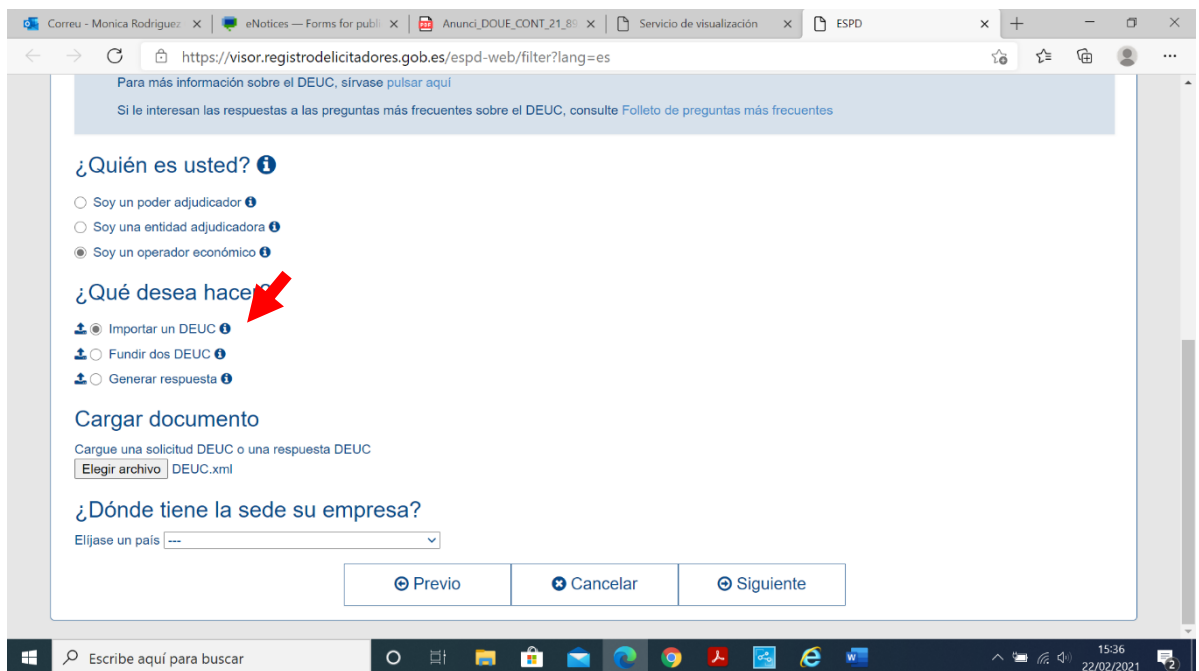 Correu - Monica Rodriguez
eNotices — Forms for publi
Anunci_DOUE_CONT_21_89
Servicio de visualización
ESPD
https://visor.registrodelicitadores.gob.es/espd-web/filter?lang=es
Para más información sobre el DEUC, sírvase pulsar aquí
Si le interesan las respuestas a las preguntas más frecuentes sobre el DEUC, consulte Folleto de preguntas más frecuentes
¿Quién es usted?
Soy un poder adjudicador
Soy una entidad adjudicadora
Soy un operador económico
¿Qué desea hacer?
Importar un DEUC
Fundir dos DEUC
Generar respuesta
Cargar documento
Cargue una solicitud DEUC o una respuesta DEUC
Elegir archivo DEUC.xml
¿Dónde tiene la sede su empresa?
Elíjase un país ---
Previo Cancelar Siguiente
Escribe aquí para buscar
15:36
22/02/2021
2